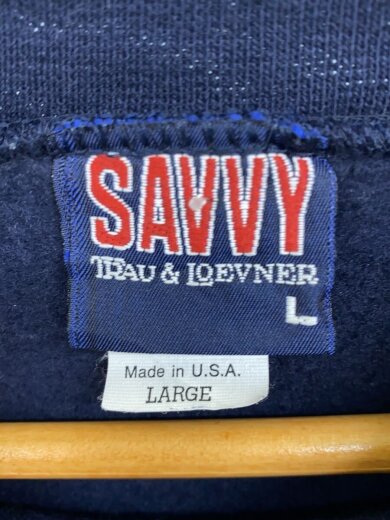 SAVVY
TRAU & LOEVNER
L
Made in U.S.A.
LARGE